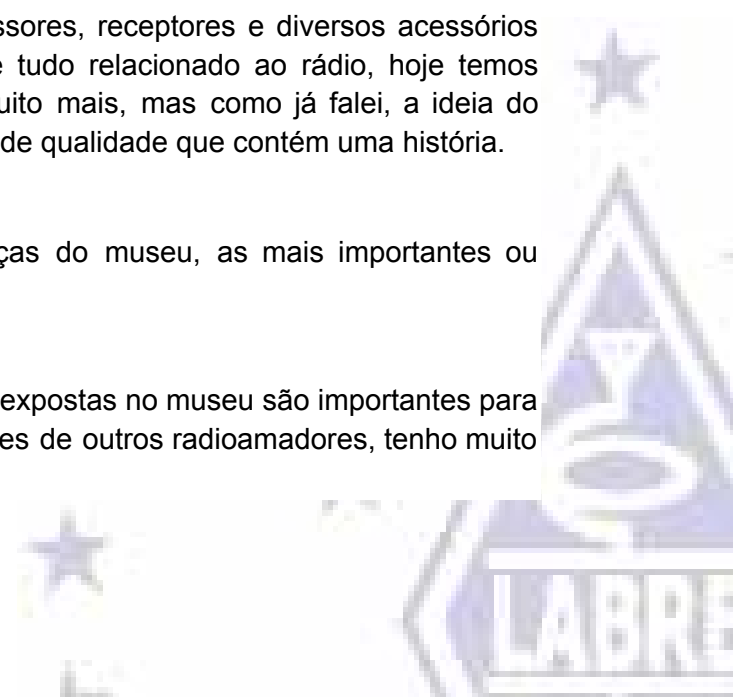 ssores, receptores e diversos acessórios
e tudo relacionado ao rádio, hoje temos
uito mais, mas como já falei, a ideia do
de qualidade que contém uma história.
ças do museu, as mais importantes ou
expostas no museu são importantes para
es de outros radioamadores, tenho muito
LABRE